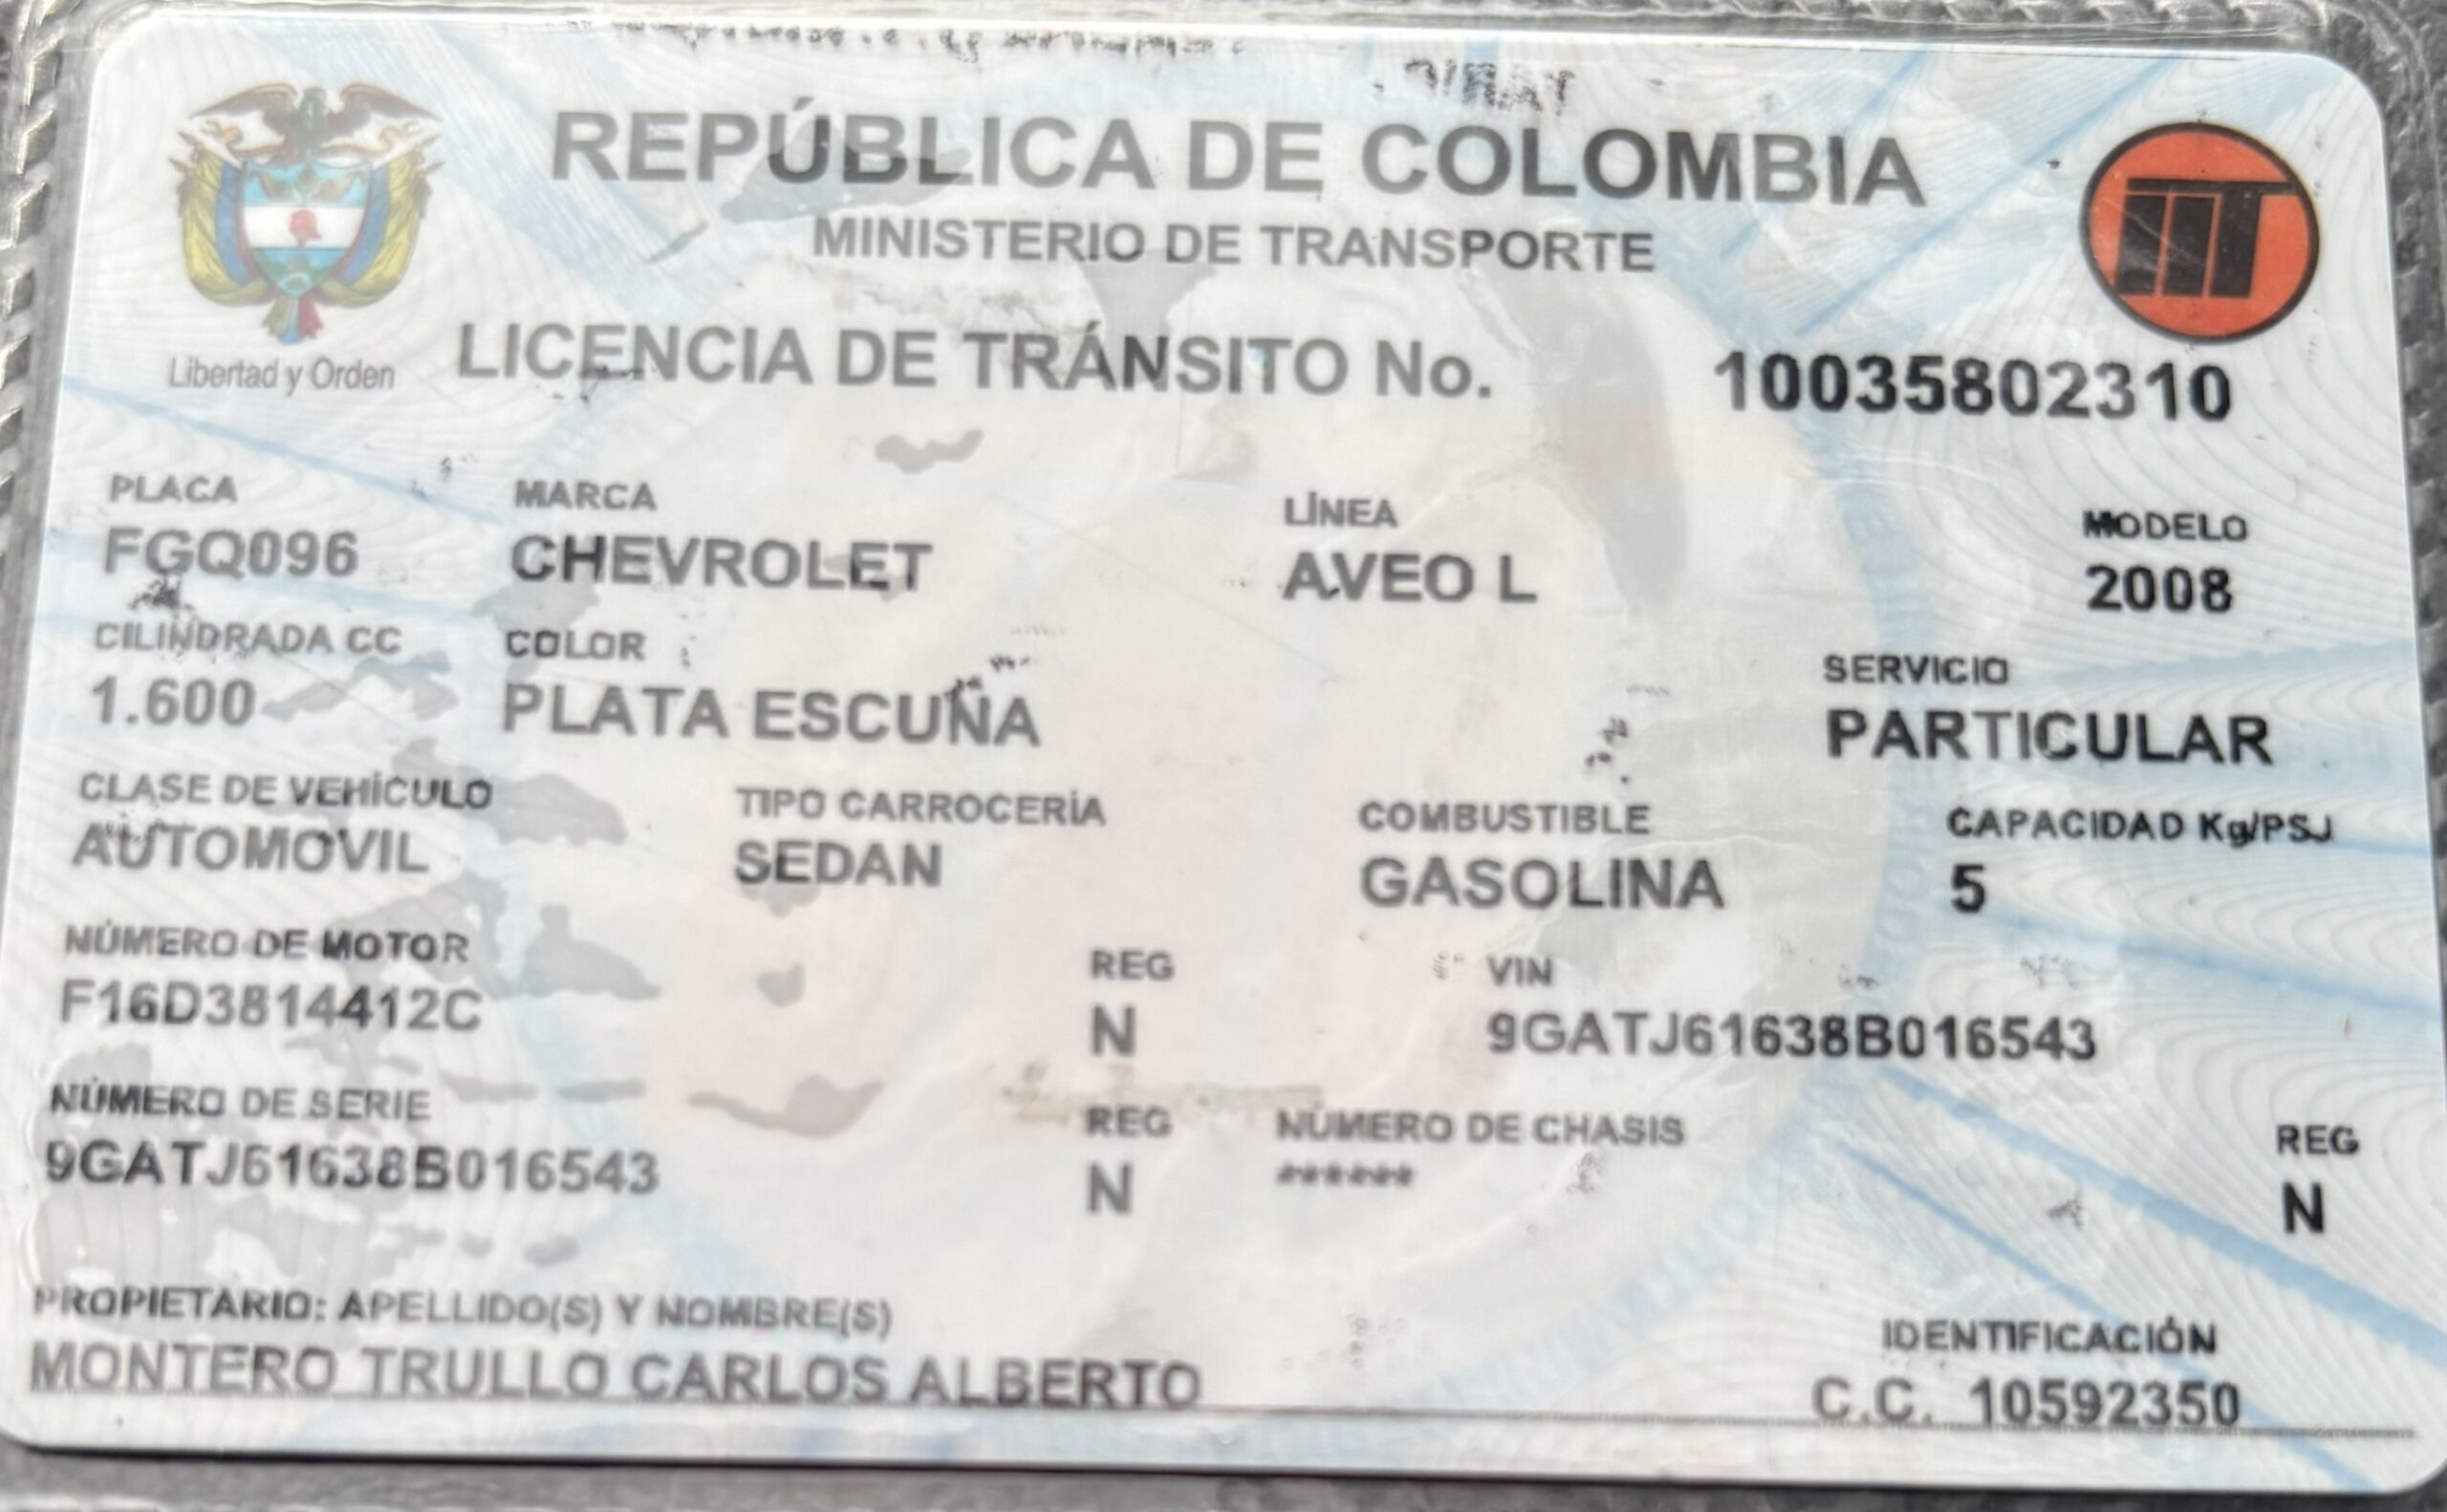 REPÚBLICA DE COLOMBIA
MINISTERIO DE TRANSPORTE
Libertad y Orden
LICENCIA DE TRÁNSITO No. 10035802310
PLACA MARCA LÍNEA MODELO
FGQ096 CHEVROLET AVEO L 2008
CILINDRADA CC COLOR SERVICIO
1.600 PLATA ESCUÑA PARTICULAR
CLASE DE VEHÍCULO TIPO CARROCERÍA COMBUSTIBLE CAPACIDAD Kg/PSJ
AUTOMOVIL SEDAN GASOLINA 5
NÚMERO DE MOTOR REG VIN
F16D3814412C N 9GATJ61638B016543
NÚMERO DE SERIE REG NÚMERO DE CHASIS REG
9GATJ61638B016543 N ****** N
PROPIETARIO: APELLIDO(S) Y NOMBRE(S) IDENTIFICACIÓN
MONTERO TRULLO CARLOS ALBERTO C.C. 10592350